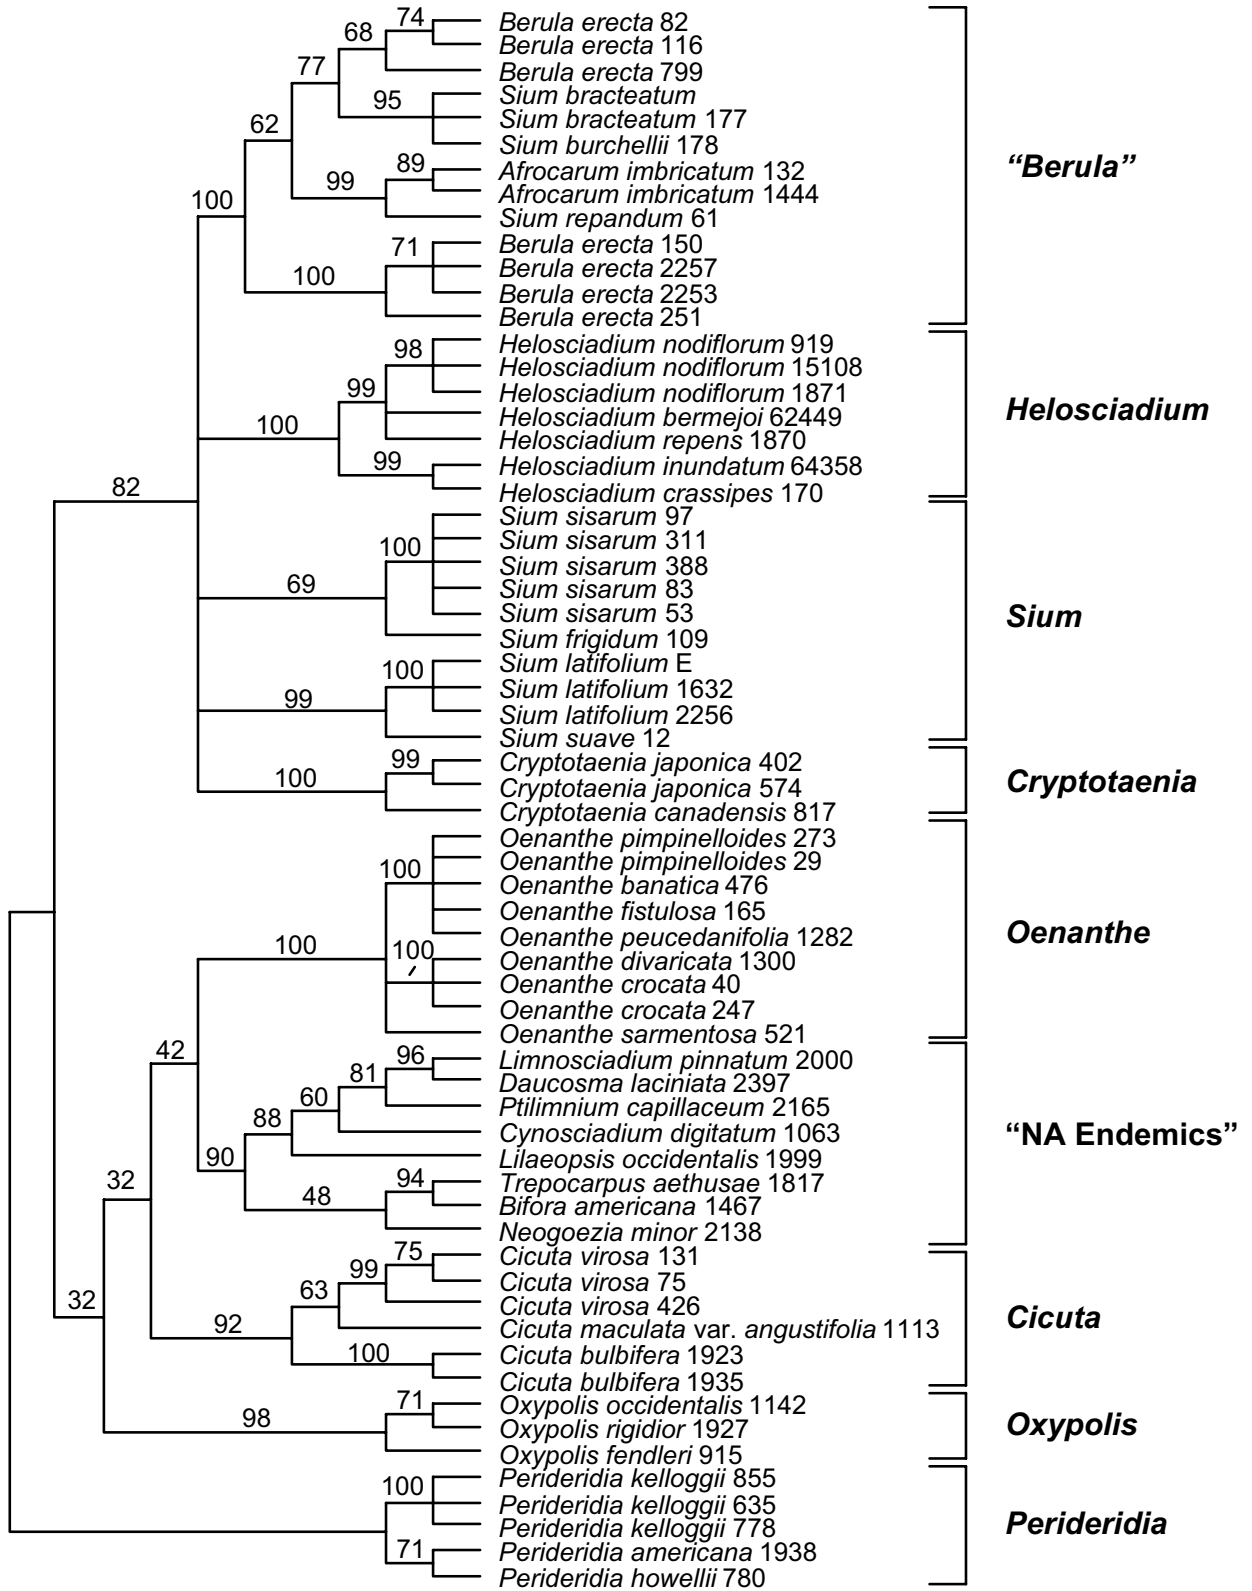 74
Berula erecta 82
68
Berula erecta 116
77
Berula erecta 799
95
Sium bracteatum
Sium bracteatum 177
62
Sium burchellii 178
89
Afrocarum imbricatum 132
“Berula”
99
Afrocarum imbricatum 1444
100
Sium repandum 61
71
Berula erecta 150
100
Berula erecta 2257
Berula erecta 2253
Berula erecta 251
98
Helosciadium nodiflorum 919
Helosciadium nodiflorum 15108
99
Helosciadium nodiflorum 1871
Helosciadium
100
Helosciadium bermejoi 62449
Helosciadium repens 1870
99
Helosciadium inundatum 64358
82
Helosciadium crassipes 170
Sium sisarum 97
100
Sium sisarum 311
Sium sisarum 388
69
Sium sisarum 83
Sium sisarum 53
Sium
Sium frigidum 109
100
Sium latifolium E
99
Sium latifolium 1632
Sium latifolium 2256
Sium suave 12
99
Cryptotaenia japonica 402
100
Cryptotaenia japonica 574
Cryptotaenia
Cryptotaenia canadensis 817
Oenanthe pimpinelloides 273
100
Oenanthe pimpinelloides 29
Oenanthe banatica 476
Oenanthe fistulosa 165
Oenanthe
100
Oenanthe peucedanifolia 1282
100
Oenanthe divaricata 1300
Oenanthe crocata 40
Oenanthe crocata 247
Oenanthe sarmentosa 521
42
96
Limnosciadium pinnatum 2000
81
Daucosma laciniata 2397
60
Ptilimnium capillaceum 2165
88
Cynosciadium digitatum 1063
“NA Endemics”
90
Lilaeopsis occidentalis 1999
32
94
Trepocarpus aethusae 1817
48
Bifora americana 1467
Neogoezia minor 2138
75
Cicuta virosa 131
99
Cicuta virosa 75
63
Cicuta virosa 426
32
92
Cicuta maculata var. angustifolia 1113
Cicuta
100
Cicuta bulbifera 1923
Cicuta bulbifera 1935
71
Oxypolis occidentalis 1142
98
Oxypolis rigidior 1927
Oxypolis
Oxypolis fendleri 915
100
Perideridia kelloggii 855
Perideridia kelloggii 635
Perideridia kelloggii 778
Perideridia
71
Perideridia americana 1938
Perideridia howellii 780